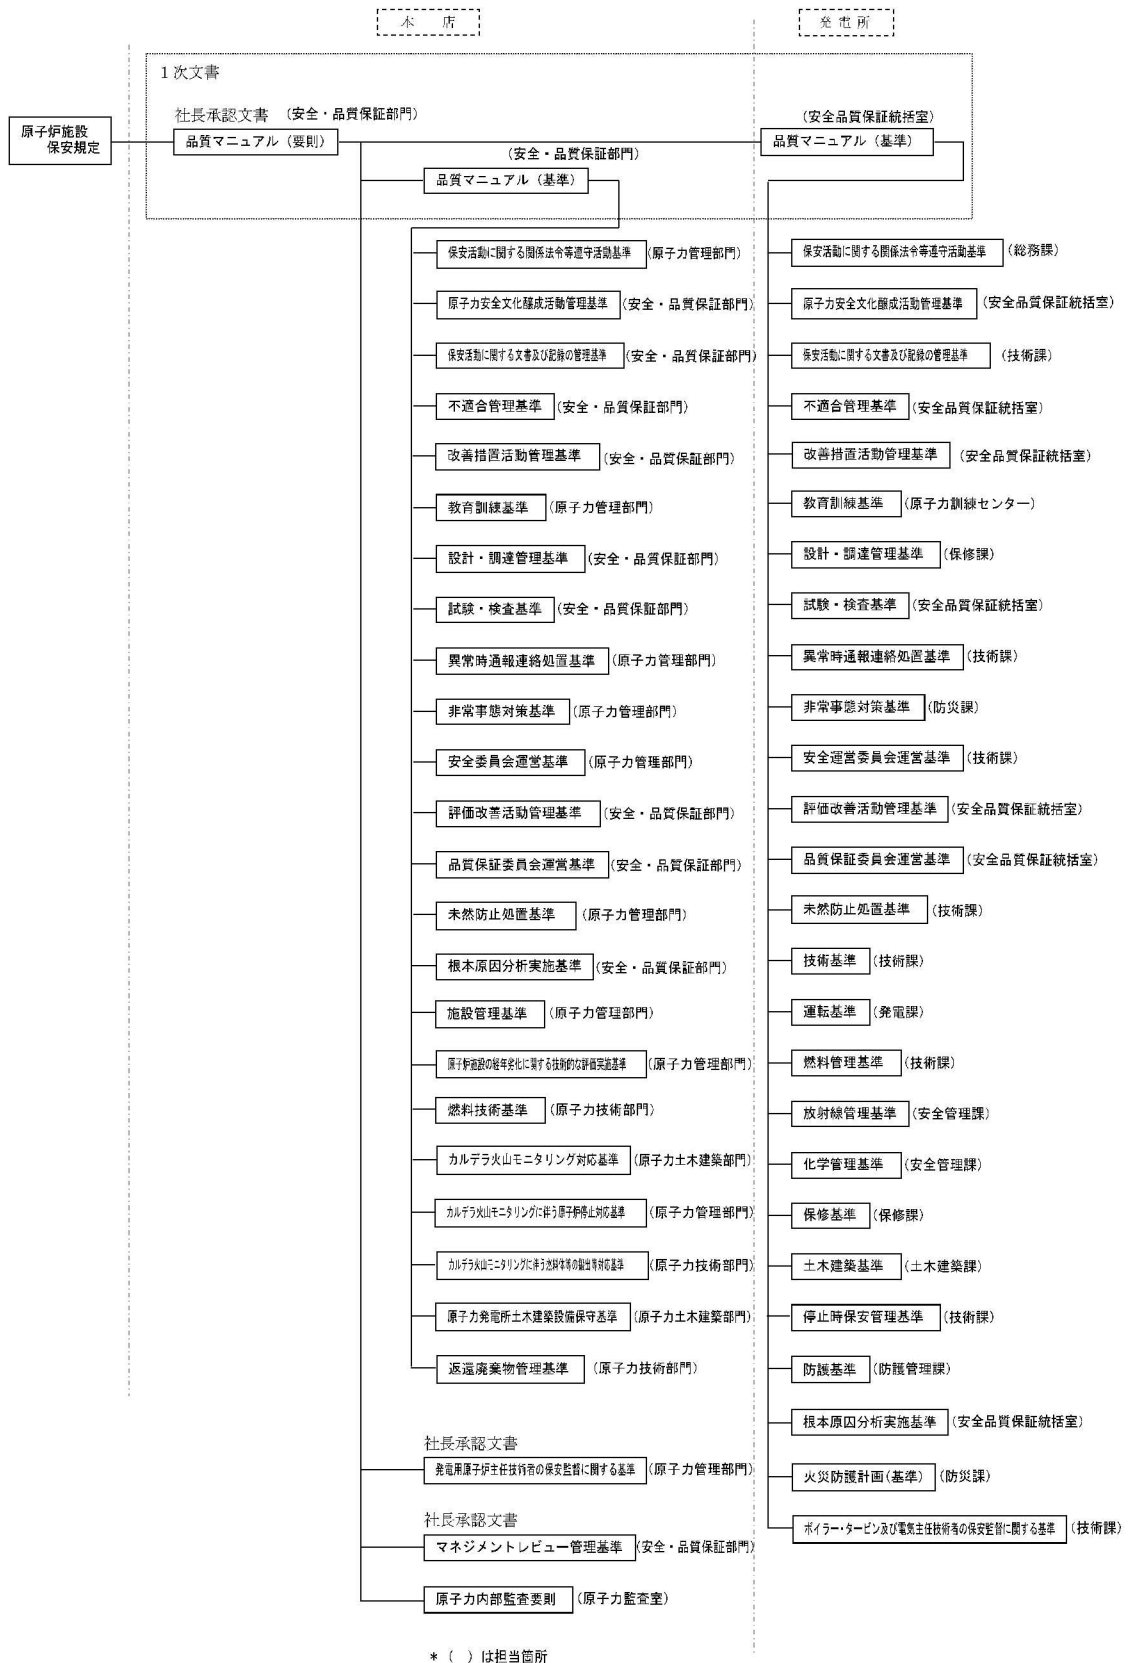 本　店
発電所
1次文書
社長承認文書 (安全・品質保証部門)
(安全品質保証統括室)
原子炉施設
保安規定
品質マニュアル(要則)
品質マニュアル(基準)
(安全・品質保証部門)
品質マニュアル(基準)
保安活動に関する関係法令等遵守活動基準 (原子力管理部門)
原子力安全文化醸成活動管理基準 (安全・品質保証部門)
保安活動に関する文書及び記録の管理基準 (安全・品質保証部門)
不適合管理基準 (安全・品質保証部門)
改善措置活動管理基準 (安全・品質保証部門)
教育訓練基準 (原子力管理部門)
設計・調達管理基準 (安全・品質保証部門)
試験・検査基準 (安全・品質保証部門)
異常時通報連絡処置基準 (原子力管理部門)
非常事態対策基準 (原子力管理部門)
安全委員会運営基準 (原子力管理部門)
評価改善活動管理基準 (安全・品質保証部門)
品質保証委員会運営基準 (安全・品質保証部門)
未然防止処置基準 (原子力管理部門)
根本原因分析実施基準 (安全・品質保証部門)
施設管理基準 (原子力管理部門)
原子炉施設の経年劣化に関する技術的な評価実施基準 (原子力管理部門)
燃料技術基準 (原子力技術部門)
カルデラ火山モニタリング対応基準 (原子力土木建築部門)
カルデラ火山モニタリングに伴う原子炉停止対応基準 (原子力管理部門)
カルデラ火山モニタリングに伴う燃料体等の搬出等対応基準 (原子力技術部門)
原子力発電所土木建築設備保守基準 (原子力土木建築部門)
返還廃棄物管理基準 (原子力技術部門)
社長承認文書
発電用原子炉主任技術者の保安監督に関する基準 (原子力管理部門)
社長承認文書
マネジメントレビュー管理基準 (安全・品質保証部門)
原子力内部監査要則 (原子力監査室)
保安活動に関する関係法令等遵守活動基準 (総務課)
原子力安全文化醸成活動管理基準 (安全品質保証統括室)
保安活動に関する文書及び記録の管理基準 (技術課)
不適合管理基準 (安全品質保証統括室)
改善措置活動管理基準 (安全品質保証統括室)
教育訓練基準 (原子力訓練センター)
設計・調達管理基準 (保修課)
試験・検査基準 (安全品質保証統括室)
異常時通報連絡処置基準 (技術課)
非常事態対策基準 (防災課)
安全運営委員会運営基準 (技術課)
評価改善活動管理基準 (安全品質保証統括室)
品質保証委員会運営基準 (安全品質保証統括室)
未然防止処置基準 (技術課)
技術基準 (技術課)
運転基準 (発電課)
燃料管理基準 (技術課)
放射線管理基準 (安全管理課)
化学管理基準 (安全管理課)
保修基準 (保修課)
土木建築基準 (土木建築課)
停止時保安管理基準 (技術課)
防護基準 (防護管理課)
根本原因分析実施基準 (安全品質保証統括室)
火災防護計画(基準) (防災課)
ボイラー・タービン及び電気主任技術者の保安監督に関する基準 (技術課)
＊ (　) は担当箇所